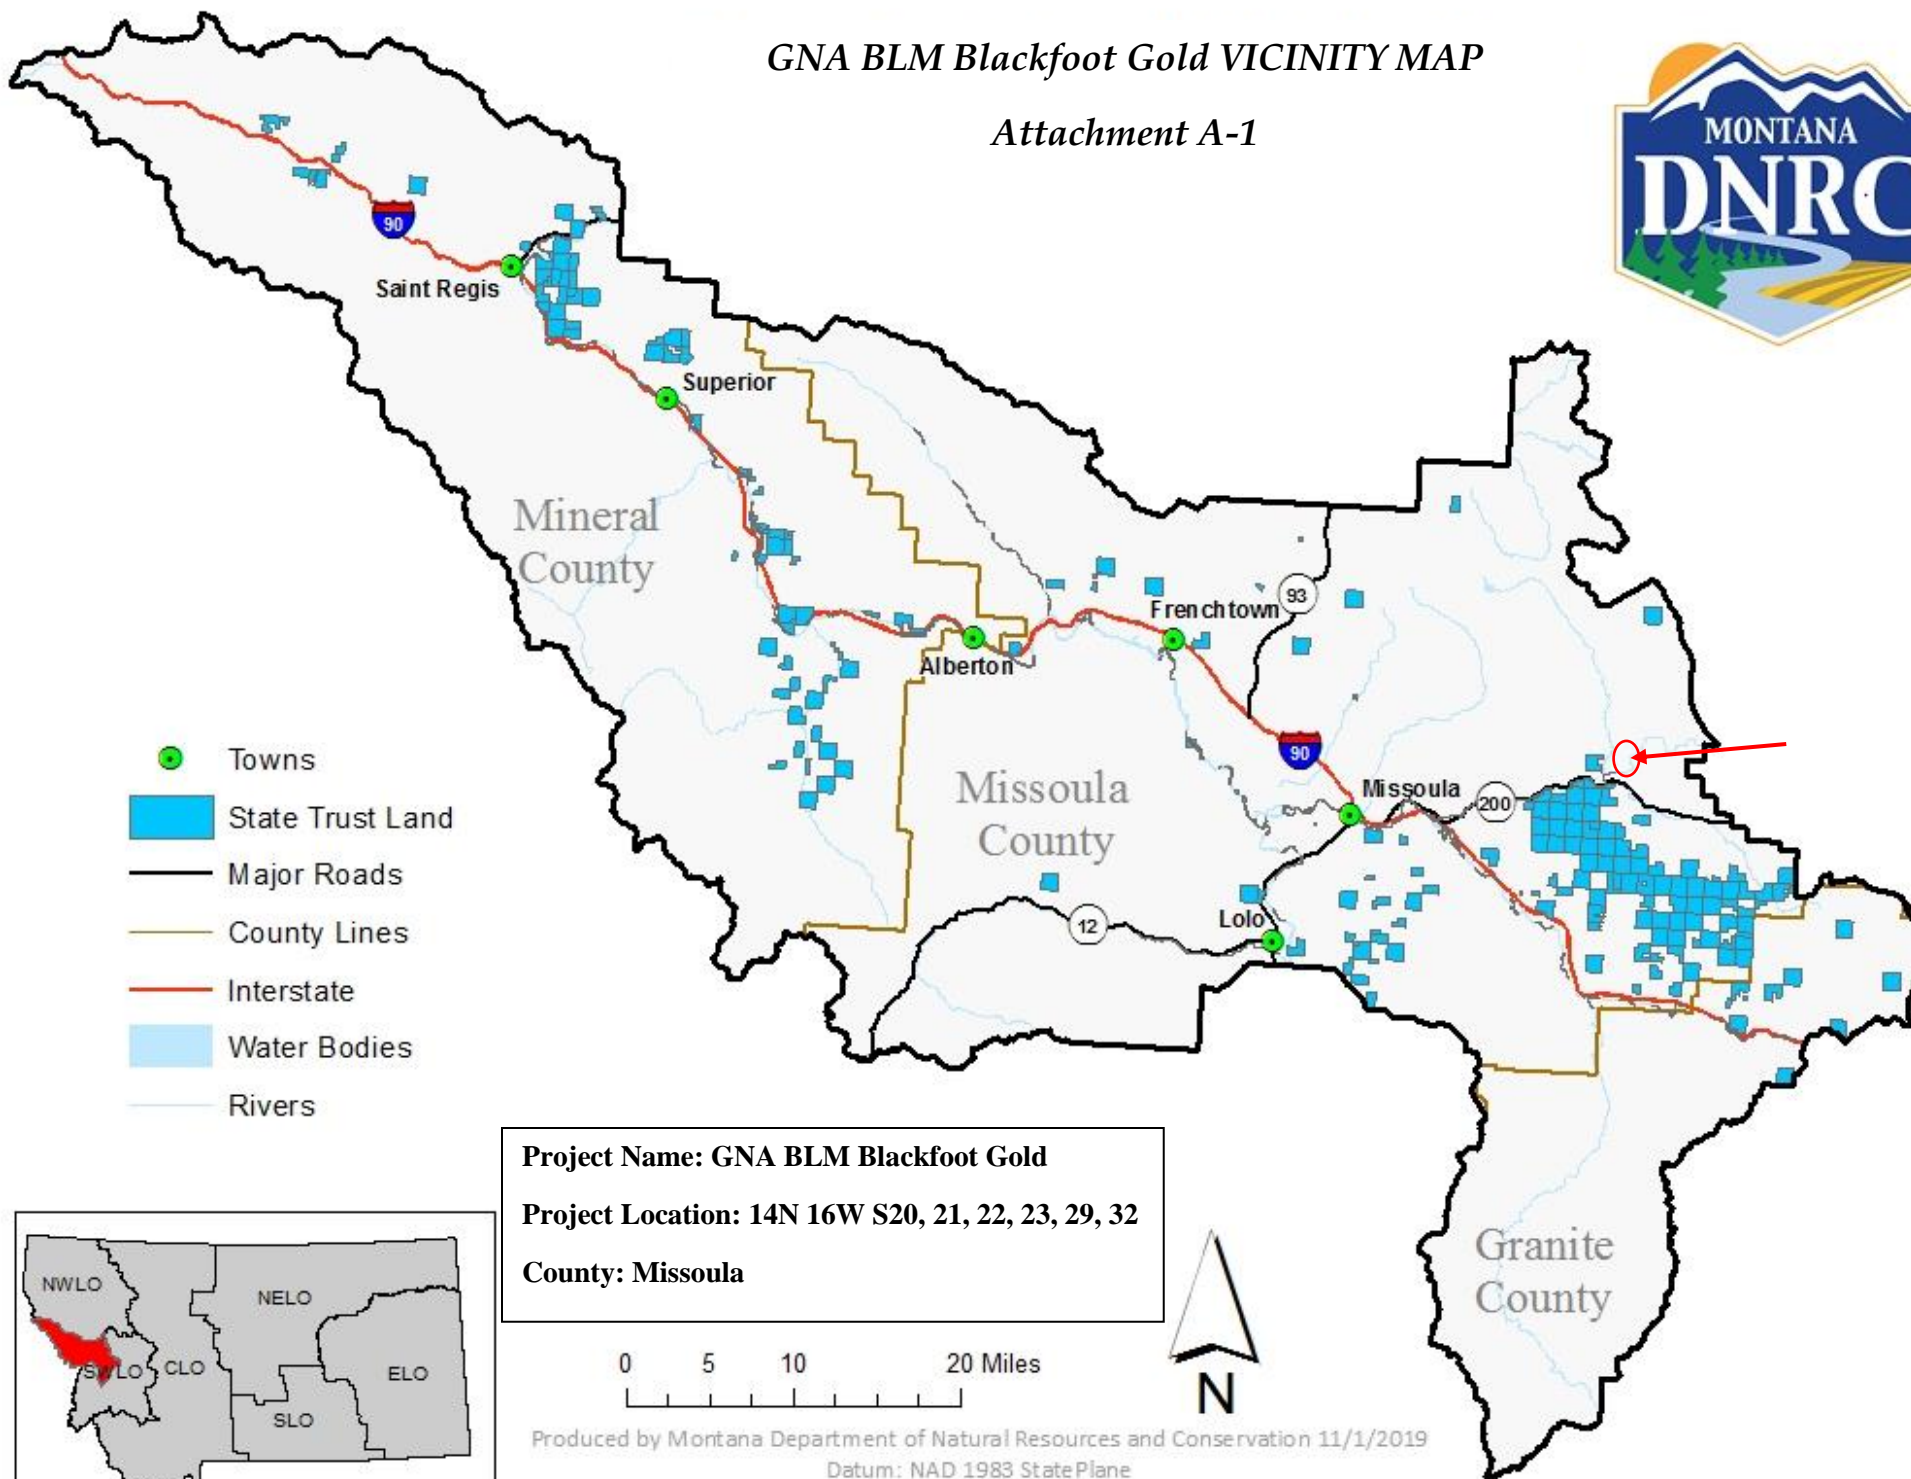 GNA BLM Blackfoot Gold VICINITY MAP
Attachment A-1
MONTANA
DNRC
90
Saint Regis
Superior
Mineral
County
93
Frenchtown
Alberton
90
Missoula
200
Missoula
County
Lolo
12
Towns
State Trust Land
Major Roads
County Lines
Interstate
Water Bodies
Rivers
Granite
County
Project Name: GNA BLM Blackfoot Gold
Project Location: 14N 16W S20, 21, 22, 23, 29, 32
County: Missoula
NWLO
NELO
SWLO
CLO
ELO
SLO
0 5 10 20 Miles
N
Produced by Montana Department of Natural Resources and Conservation 11/1/2019
Datum: NAD 1983 StatePlane